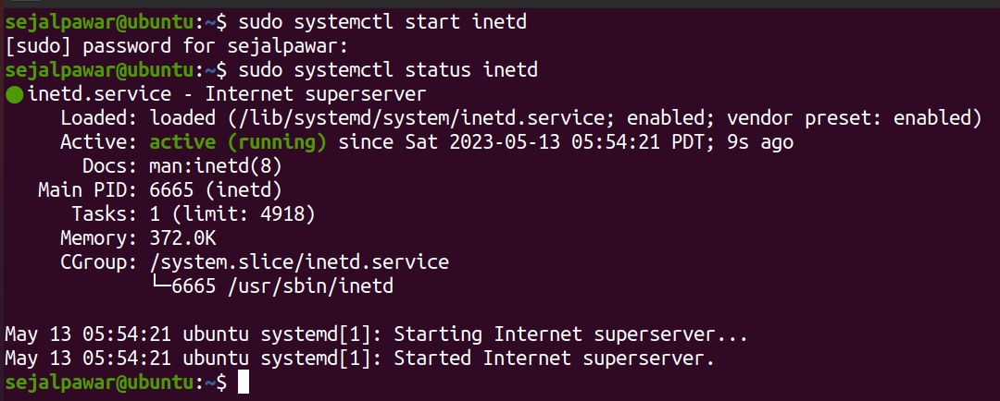 sejalpawar@ubuntu:~$ sudo systemctl start inetd
[sudo] password for sejalpawar:
sejalpawar@ubuntu:~$ sudo systemctl status inetd
● inetd.service - Internet superserver
     Loaded: loaded (/lib/systemd/system/inetd.service; enabled; vendor preset: enabled)
     Active: active (running) since Sat 2023-05-13 05:54:21 PDT; 9s ago
       Docs: man:inetd(8)
   Main PID: 6665 (inetd)
      Tasks: 1 (limit: 4918)
     Memory: 372.0K
     CGroup: /system.slice/inetd.service
             └─6665 /usr/sbin/inetd

May 13 05:54:21 ubuntu systemd[1]: Starting Internet superserver...
May 13 05:54:21 ubuntu systemd[1]: Started Internet superserver.
sejalpawar@ubuntu:~$